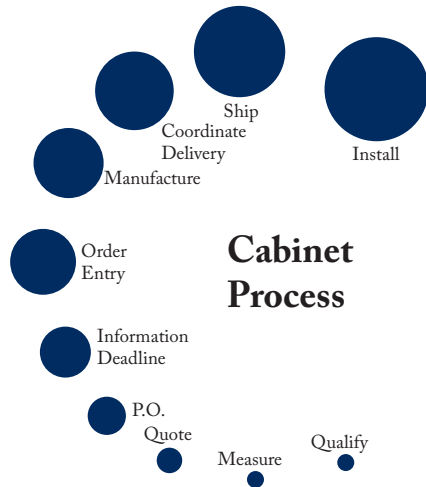 Ship
Coordinate
Delivery
Install
Manufacture
Order
Entry
Cabinet
Process
Information
Deadline
P.O.
Quote
Measure
Qualify